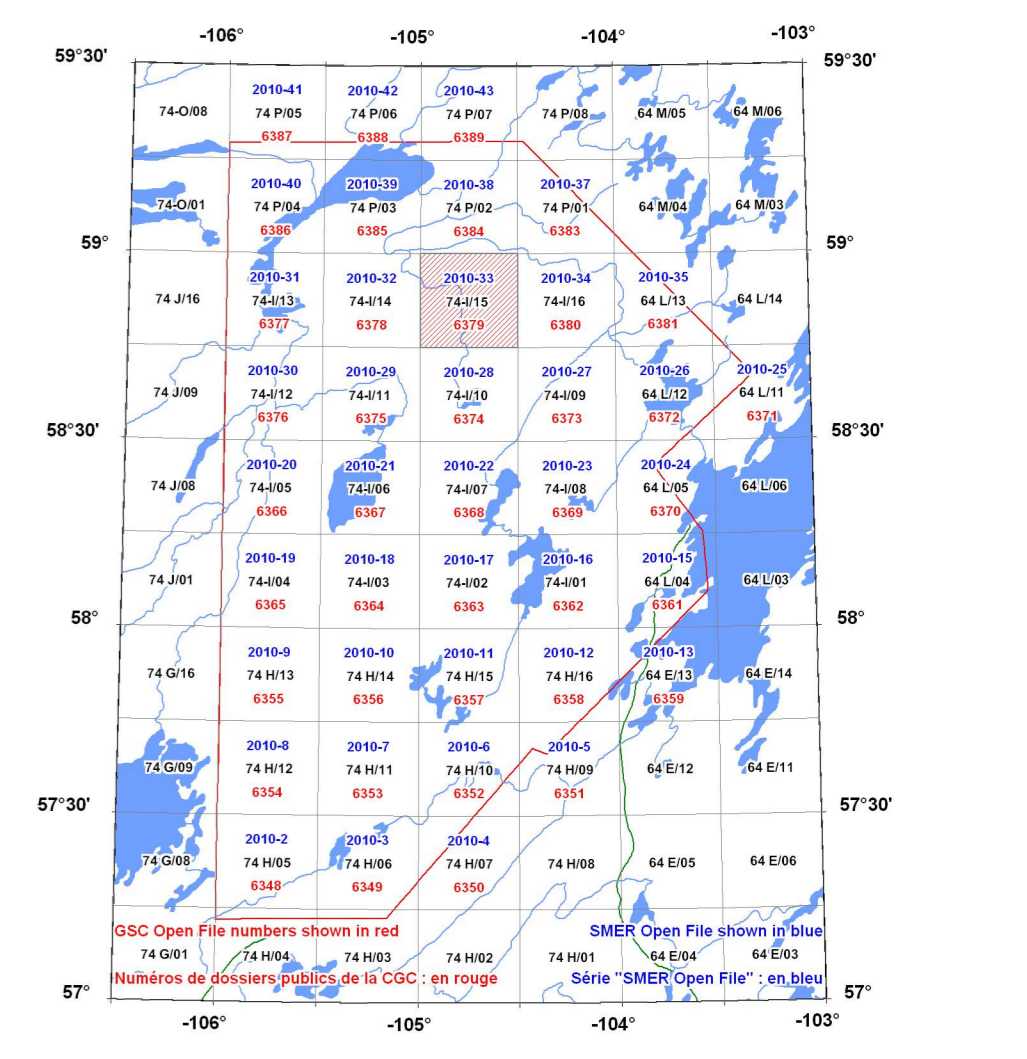 -106° -105° -104° -103°
59°30' 59°30'
2010-41 2010-42 2010-43
74-O/08 74 P/05 74 P/06 74 P/07 74 P/08 64 M/05 64 M/06
6387 6388 6389
2010-40 2010-39 2010-38 2010-37
74-O/01 74 P/04 74 P/03 74 P/02 74 P/01 64 M/04 64 M/03
6386 6385 6384 6383
59° 59°
2010-31 2010-32 2010-33 2010-34 2010-35
74 J/16 74-I/13 74-I/14 74-I/15 74-I/16 64 L/13 64 L/14
6377 6378 6379 6380 6381
2010-30 2010-29 2010-28 2010-27 2010-26 2010-25
74 J/09 74-I/12 74-I/11 74-I/10 74-I/09 64 L/12 64 L/11
6376 6375 6374 6373 6372 6371
58°30' 58°30'
2010-20 2010-21 2010-22 2010-23 2010-24
74 J/08 74-I/05 74-I/06 74-I/07 74-I/08 64 L/05 64 L/06
6366 6367 6368 6369 6370
2010-19 2010-18 2010-17 2010-16 2010-15
74 J/01 74-I/04 74-I/03 74-I/02 74-I/01 64 L/04 64 L/03
6365 6364 6363 6362 6361
58° 58°
2010-9 2010-10 2010-11 2010-12 2010-13
74 G/16 74 H/13 74 H/14 74 H/15 74 H/16 64 E/13 64 E/14
6355 6356 6357 6358 6359
2010-8 2010-7 2010-6 2010-5
74 G/09 74 H/12 74 H/11 74 H/10 74 H/09 64 E/12 64 E/11
6354 6353 6352 6351
57°30' 57°30'
2010-2 2010-3 2010-4
74 G/08 74 H/05 74 H/06 74 H/07 74 H/08 64 E/05 64 E/06
6348 6349 6350
GSC Open File numbers shown in red SMER Open File shown in blue
74 G/01 74 H/04 74 H/03 74 H/02 74 H/01 64 E/04 64 E/03
Numéros de dossiers publics de la CGC : en rouge Série "SMER Open File" : en bleu
57° 57°
-106° -105° -104° -103°